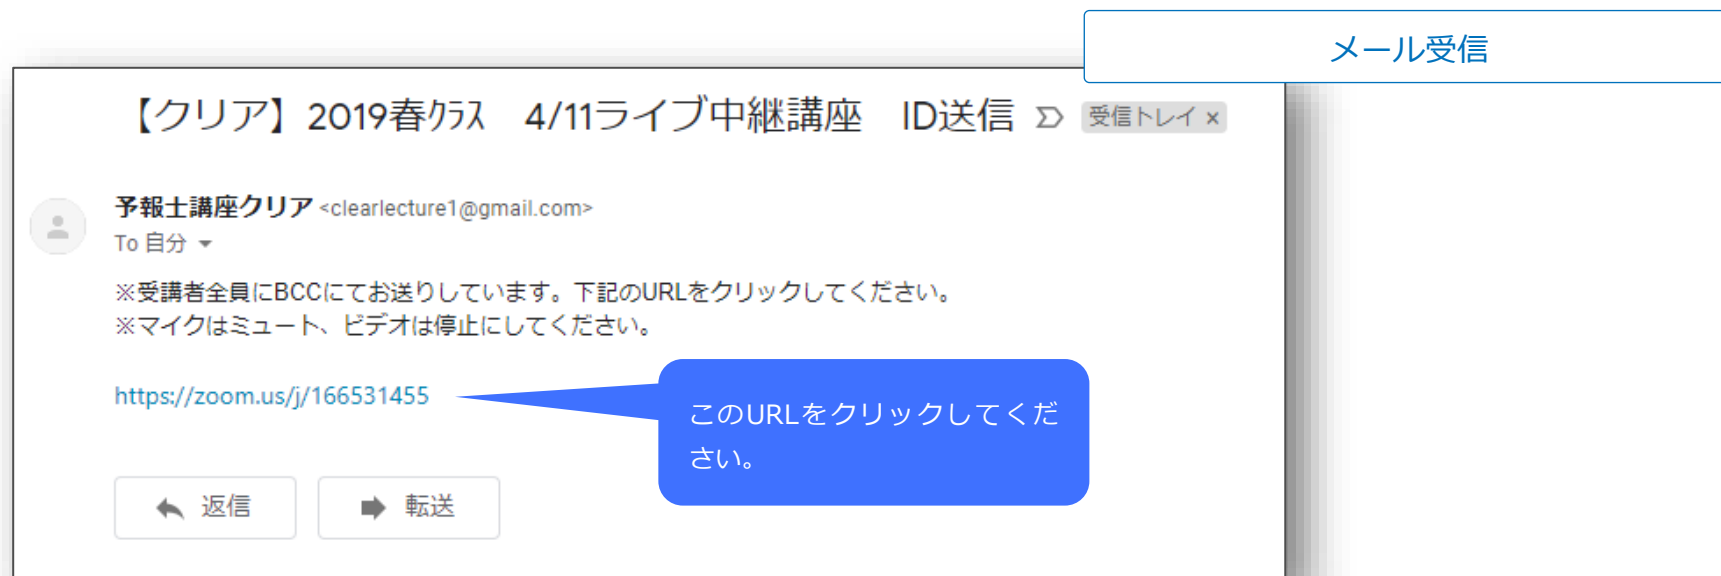 メール受信
【クリア】2019春ｸﾗｽ　4/11ライブ中継講座　ID送信 受信トレイ ×
予報士講座クリア <clearlecture1@gmail.com>
To 自分
※受講者全員にBCCにてお送りしています。下記のURLをクリックしてください。
※マイクはミュート、ビデオは停止にしてください。
https://zoom.us/j/166531455
このURLをクリックしてくだ
さい。
返信 転送